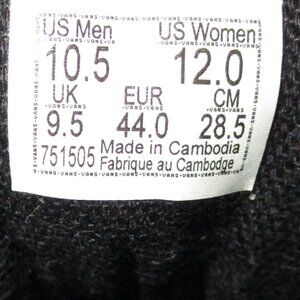 US Men US Women
10.5 12.0
UK EUR CM
9.5 44.0 28.5
751505 Made in Cambodia
Fabrique au Cambodge